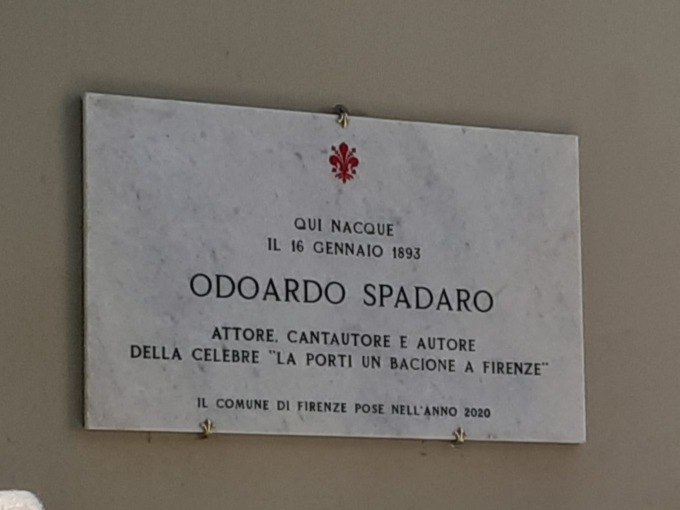 QUI NACQUE
IL 16 GENNAIO 1893
ODOARDO SPADARO
ATTORE, CANTAUTORE E AUTORE
DELLA CELEBRE "LA PORTI UN BACIONE A FIRENZE"
IL COMUNE DI FIRENZE POSE NELL'ANNO 2020